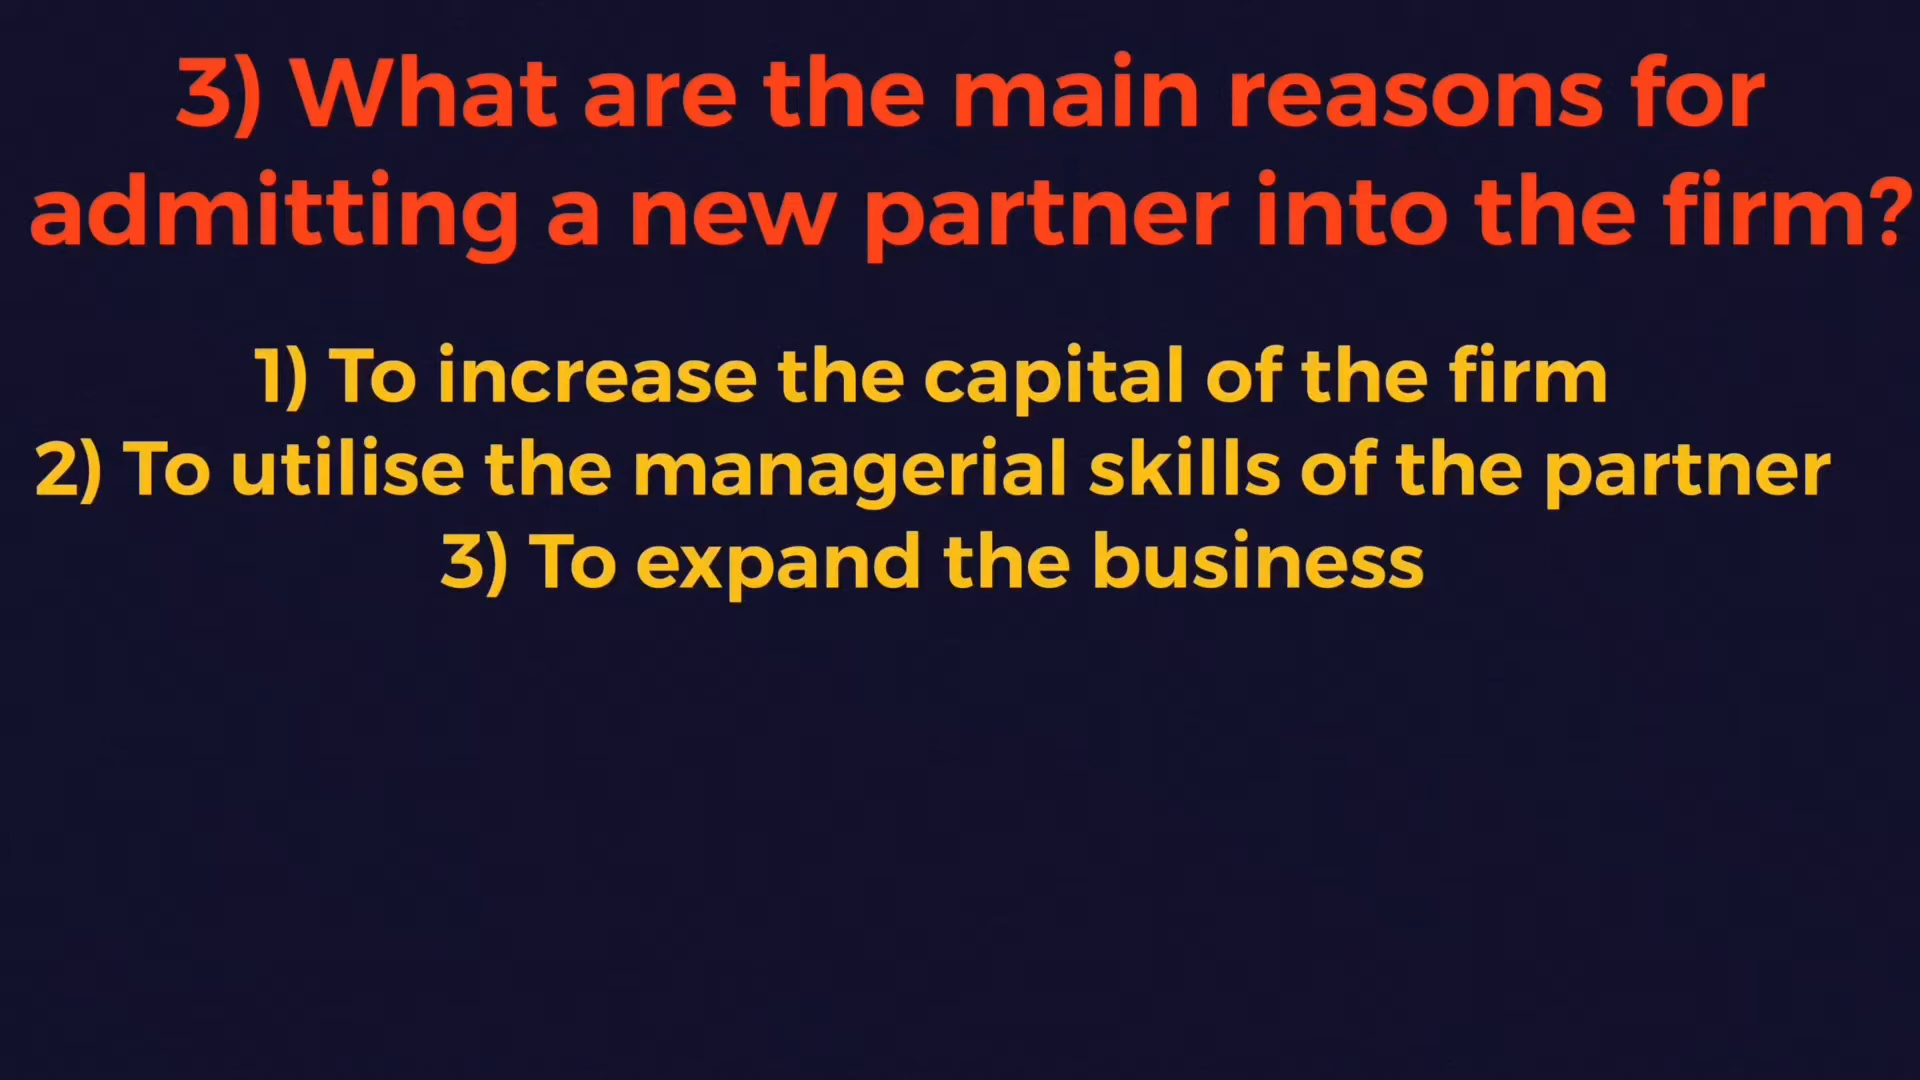 3) What are the main reasons for
admitting a new partner into the firm?
1) To increase the capital of the firm
2) To utilise the managerial skills of the partner
3) To expand the business